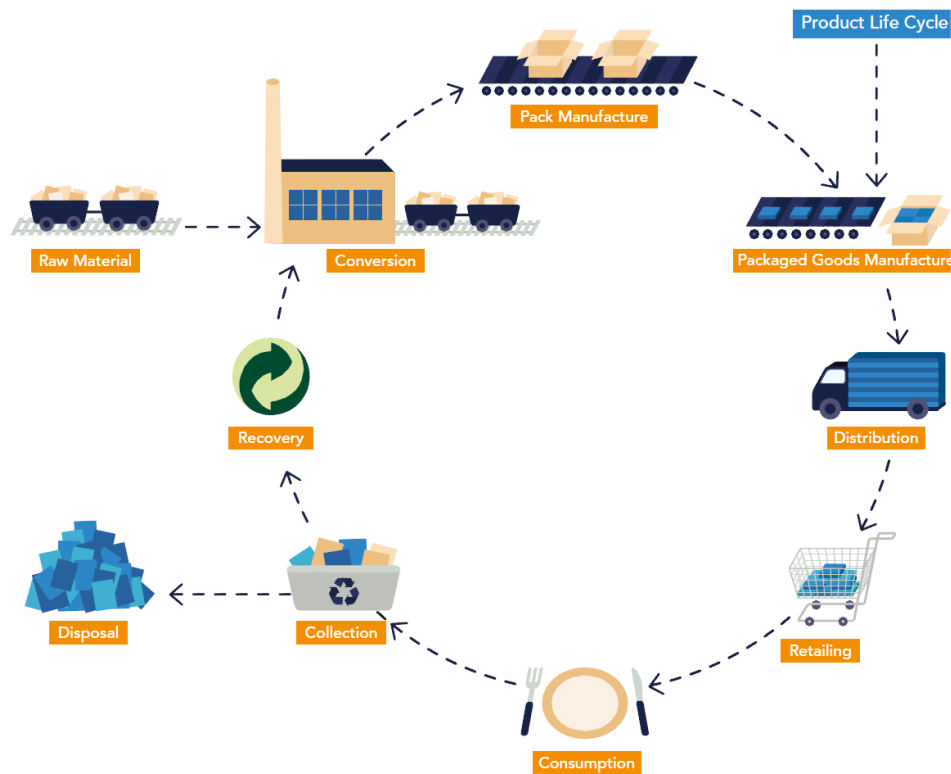 Product Life Cycle
Pack Manufacture
Raw Material
Conversion
Packaged Goods Manufacture
Recovery
Distribution
Disposal
Collection
Retailing
Consumption